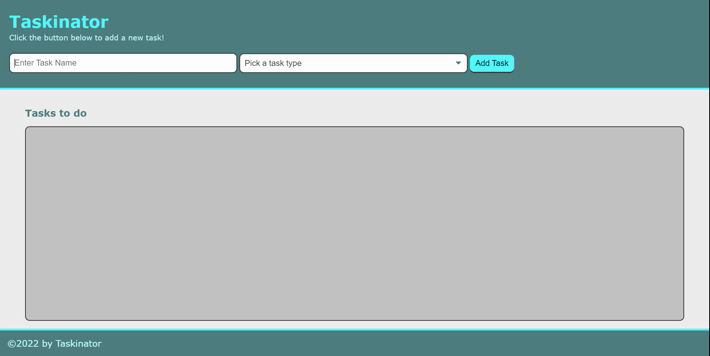 Taskinator
Click the button below to add a new task!
Enter Task Name
Pick a task type
Add Task
Tasks to do
©2022 by Taskinator